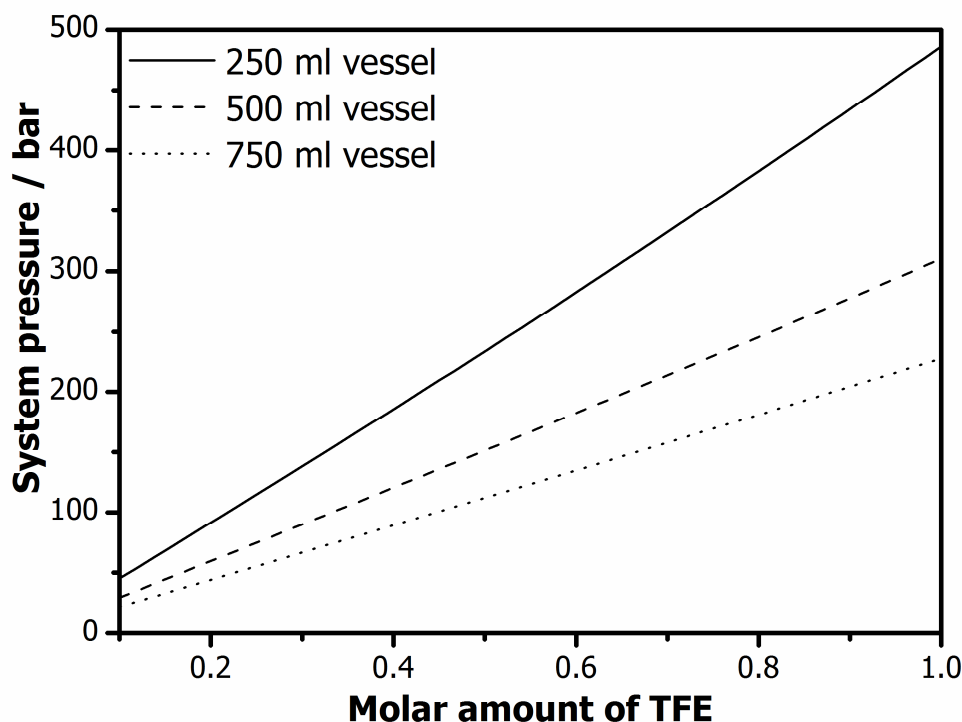 500
400
300
200
100
0
System pressure / bar
250 ml vessel
500 ml vessel
750 ml vessel
0.2 0.4 0.6 0.8 1.0
Molar amount of TFE